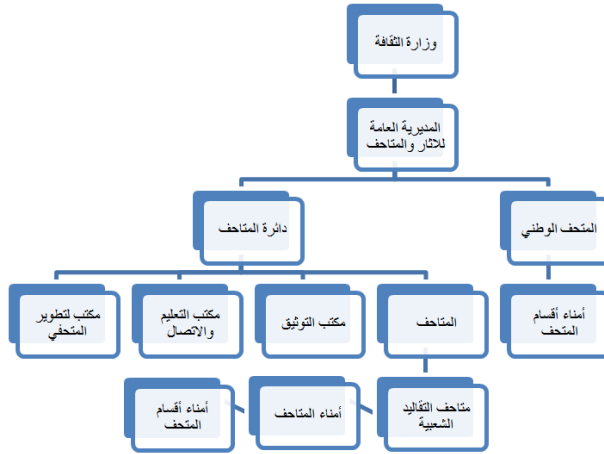 وزارة الثقافة
المديرية العامة
للاثار والمتاحف
المتحف الوطني
دائرة المتاحف
أمناء أقسام
المتحف
المتاحف
مكتب التوثيق
مكتب التعليم
والاتصال
مكتب لتطوير
المتحفي
متاحف التقاليد
الشعبية
أمناء المتاحف
أمناء أقسام
المتحف